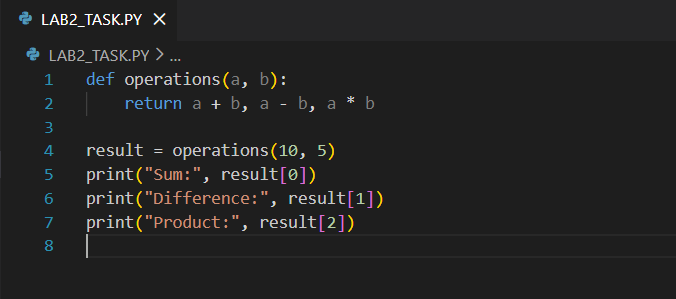 LAB2_TASK.PY ×
LAB2_TASK.PY > ...
1 def operations(a, b):
2     return a + b, a - b, a * b
3
4 result = operations(10, 5)
5 print("Sum:", result[0])
6 print("Difference:", result[1])
7 print("Product:", result[2])
8